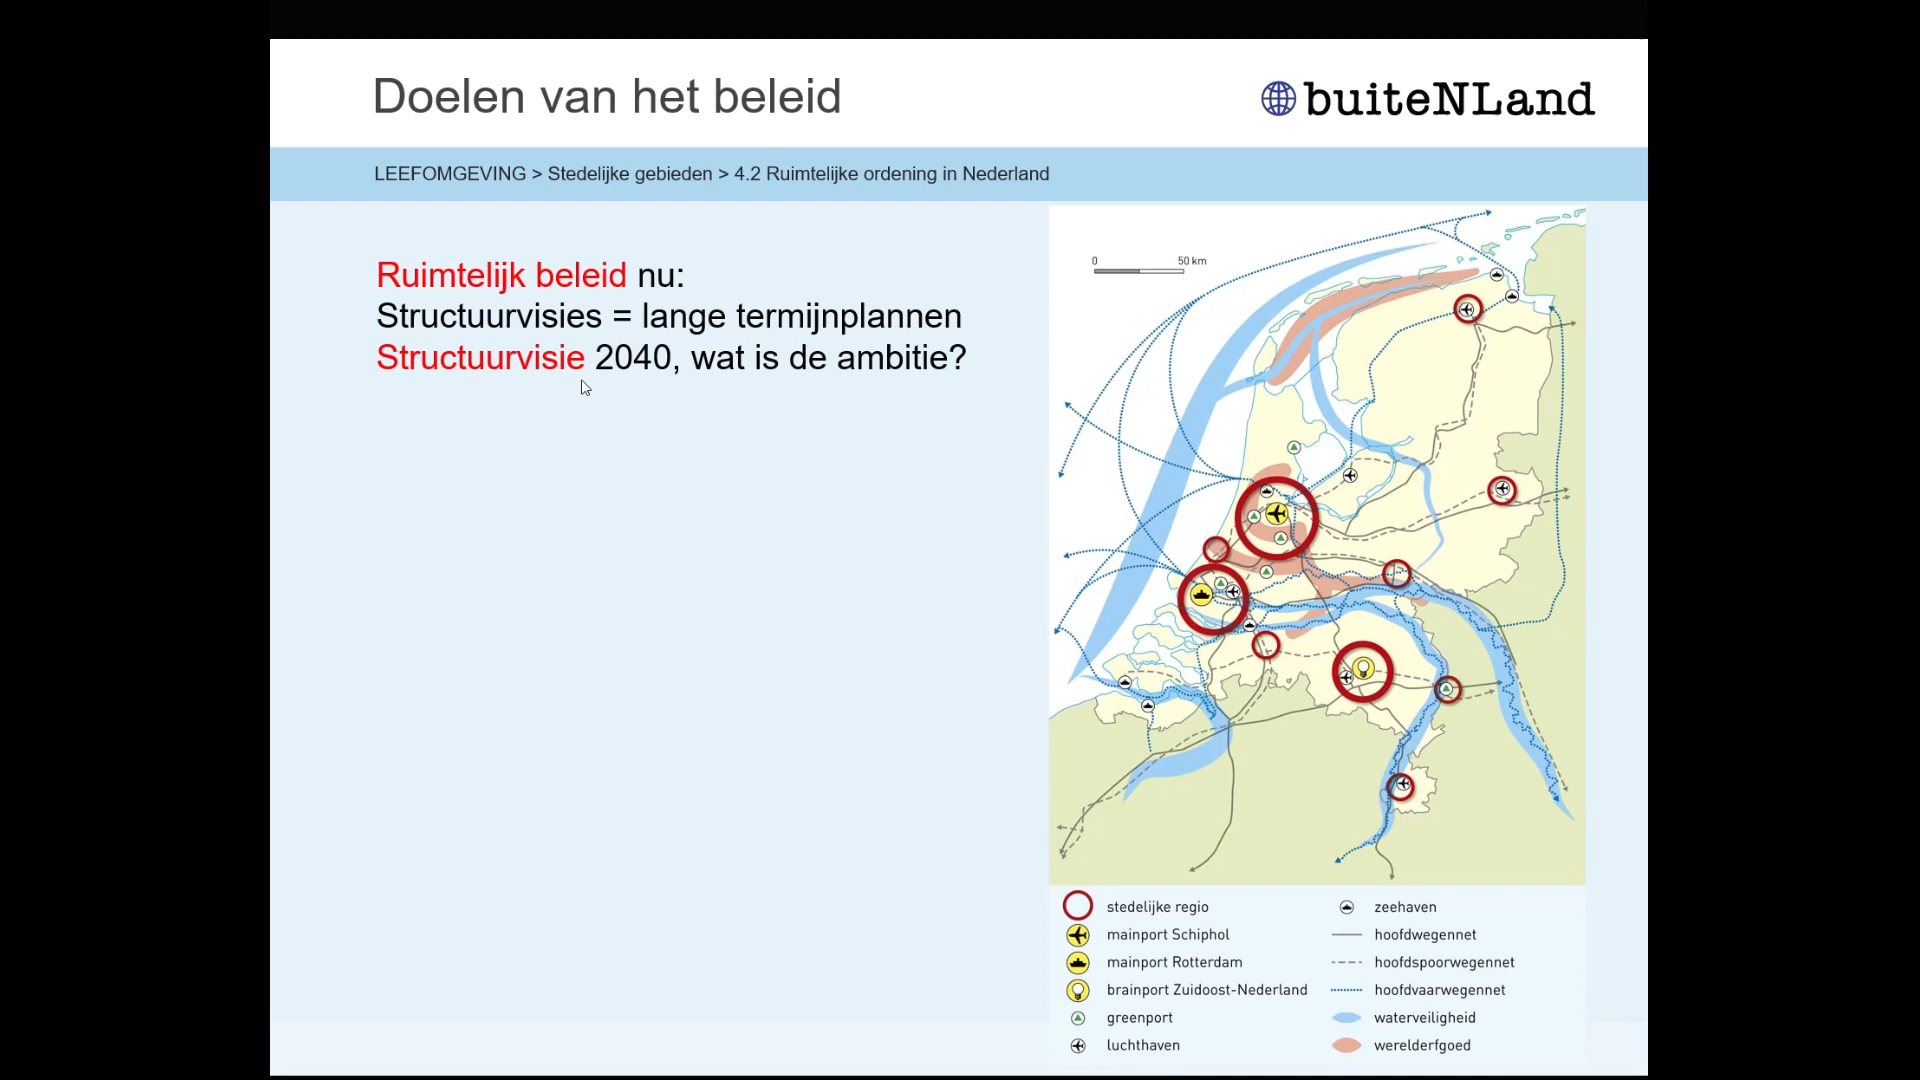 Doelen van het beleid
buiteNLand
LEEFOMGEVING > Stedelijke gebieden > 4.2 Ruimtelijke ordening in Nederland
Ruimtelijk beleid nu:
Structuurvisies = lange termijnplannen
Structuurvisie 2040, wat is de ambitie?
0 50 km
stedelijke regio
mainport Schiphol
mainport Rotterdam
brainport Zuidoost-Nederland
greenport
luchthaven
zeehaven
hoofdwegennet
hoofdspoorwegennet
hoofdvaarwegennet
waterveiligheid
werelderfgoed